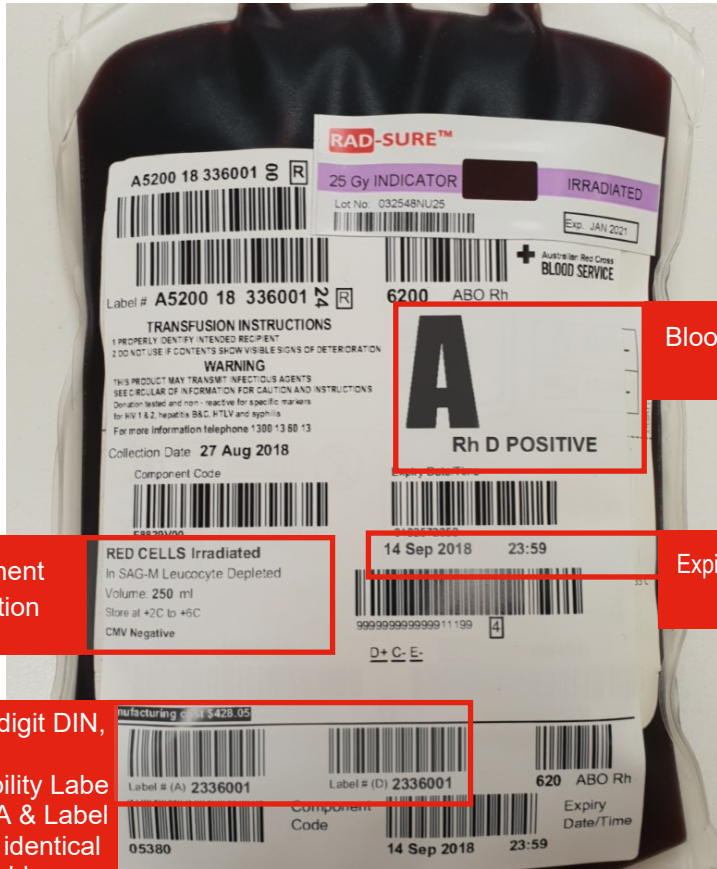 RAD-SURE™
25 Gy INDICATOR
IRRADIATED
Lot No: 032548NU25
Exp. JAN 2021
A5200 18 336001 00 R
Australian Red Cross
BLOOD SERVICE
Label # A5200 18 336001 24 R
6200 ABO Rh
TRANSFUSION INSTRUCTIONS
1 PROPERLY IDENTIFY INTENDED RECIPIENT
2 DO NOT USE IF CONTENTS SHOW VISIBLE SIGNS OF DETERIORATION
WARNING
THIS PRODUCT MAY TRANSMIT INFECTIOUS AGENTS
SEE CIRCULAR OF INFORMATION FOR CAUTION AND INSTRUCTIONS
Donation tested and non - reactive for specific markers
for HIV 1 & 2, hepatitis B&C, HTLV and syphilis
For more information telephone 1300 13 60 13
A
Rh D POSITIVE
Bloo
Collection Date 27 Aug 2018
Component Code
Expiry Date/Time
14 Sep 2018 23:59
Expi
nent
tion
RED CELLS Irradiated
In SAG-M Leucocyte Depleted
Volume: 250 ml
Store at +2C to +6C
CMV Negative
99999999999999911199 4
D+ C- E-
digit DIN,
bility Labe
A & Label
identical
nufacturing cost $428.05
Label # (A) 2336001
Label # (D) 2336001
620 ABO Rh
05380
Component
Code
14 Sep 2018 23:59
Expiry
Date/Time